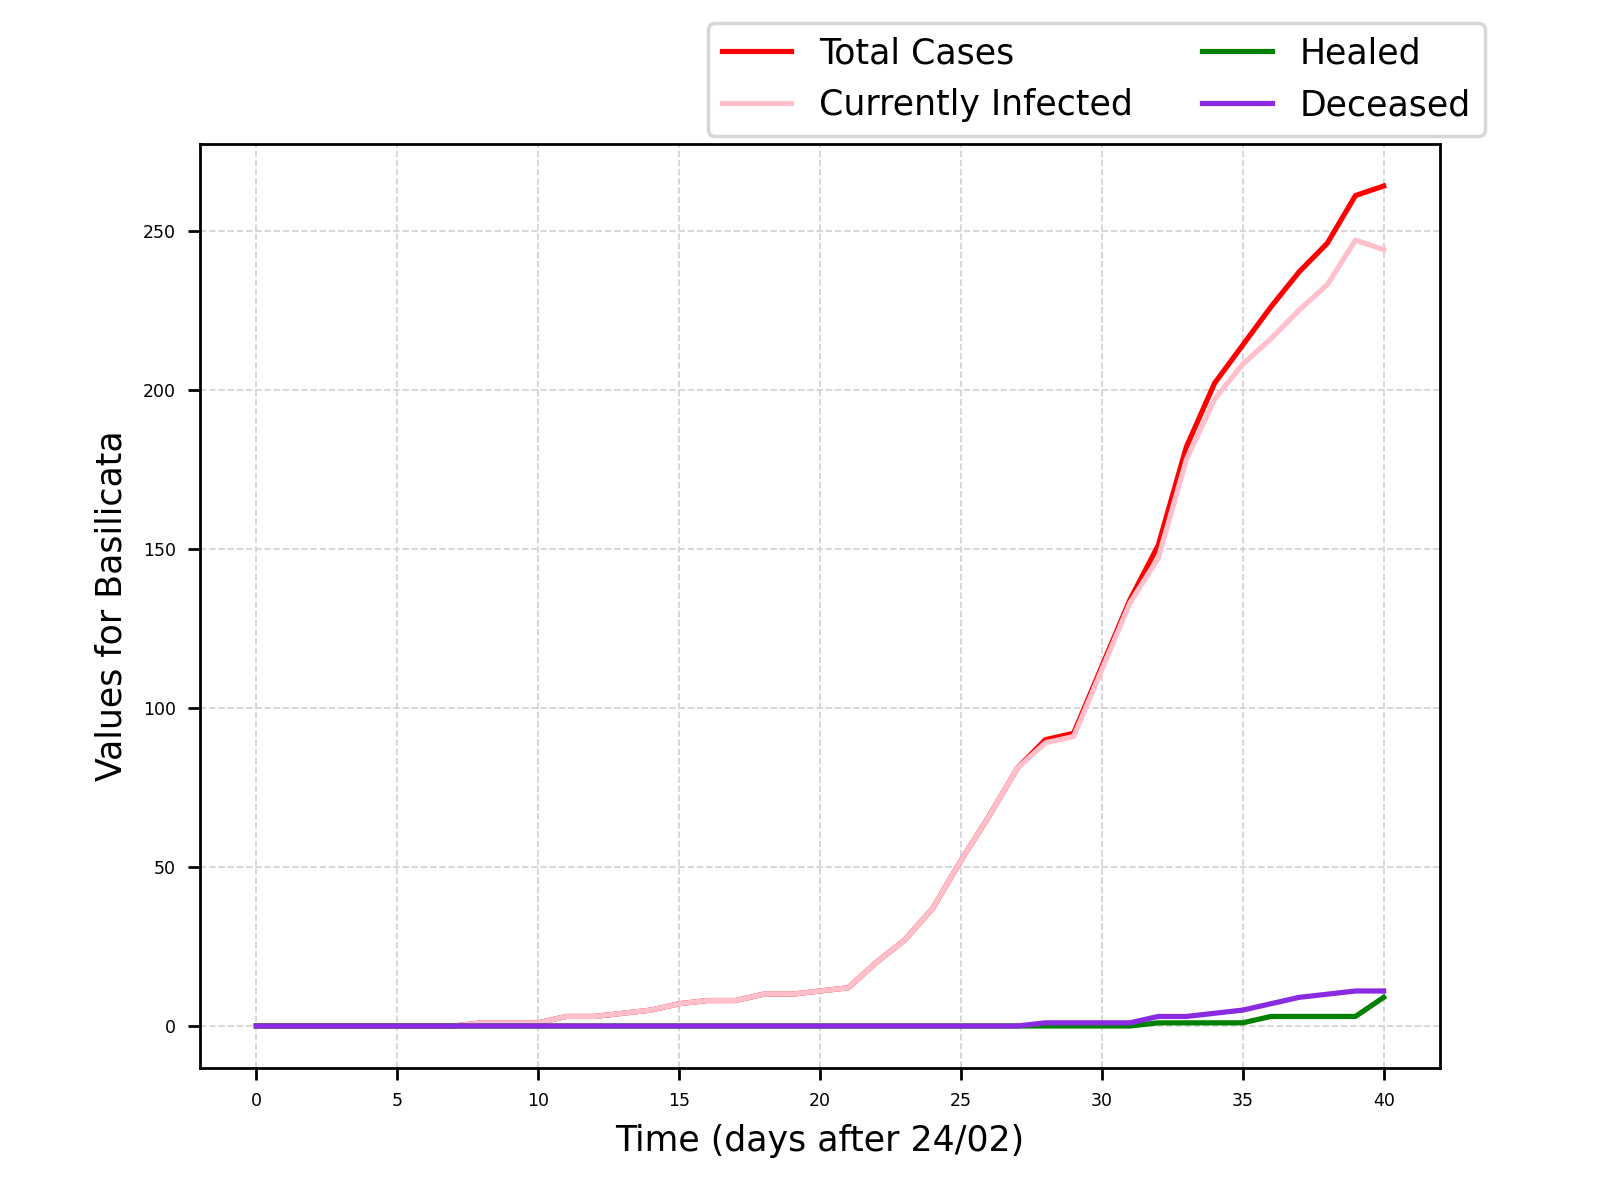 Total Cases
Currently Infected
Healed
Deceased
Values for Basilicata
250
200
150
100
50
0
0 5 10 15 20 25 30 35 40
Time (days after 24/02)